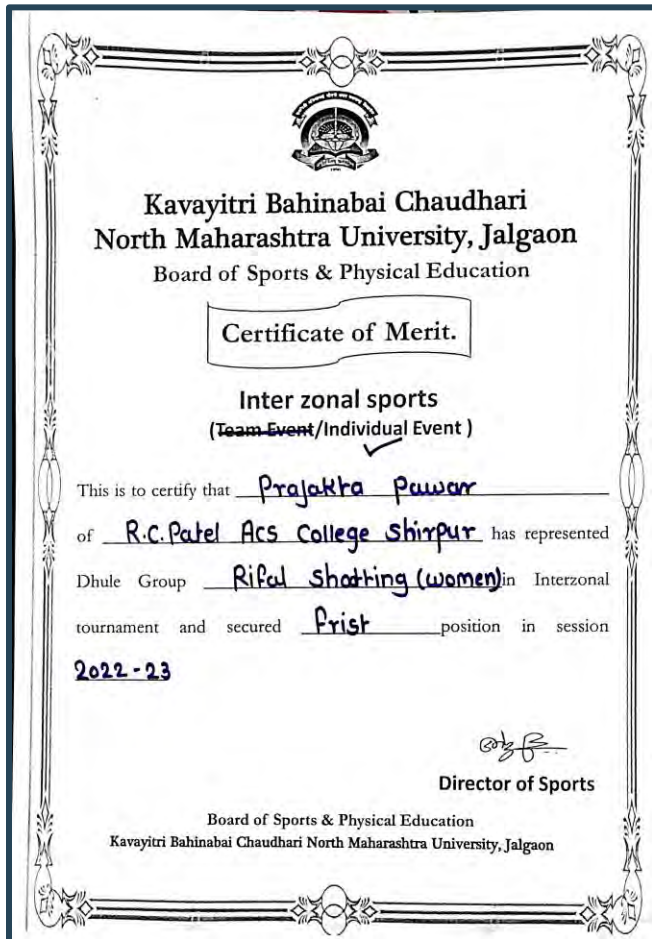 Kavayitri Bahinabai Chaudhari
North Maharashtra University, Jalgaon
Board of Sports & Physical Education
Certificate of Merit.
Inter zonal sports
(Team Event/Individual Event )
This is to certify that Prajakta Pawar
of R.C.Patel Acs College Shirpur has represented
Dhule Group Rifal Shotting (women) in Interzonal
tournament and secured frist position in session
2022-23
Director of Sports
Board of Sports & Physical Education
Kavayitri Bahinabai Chaudhari North Maharashtra University, Jalgaon